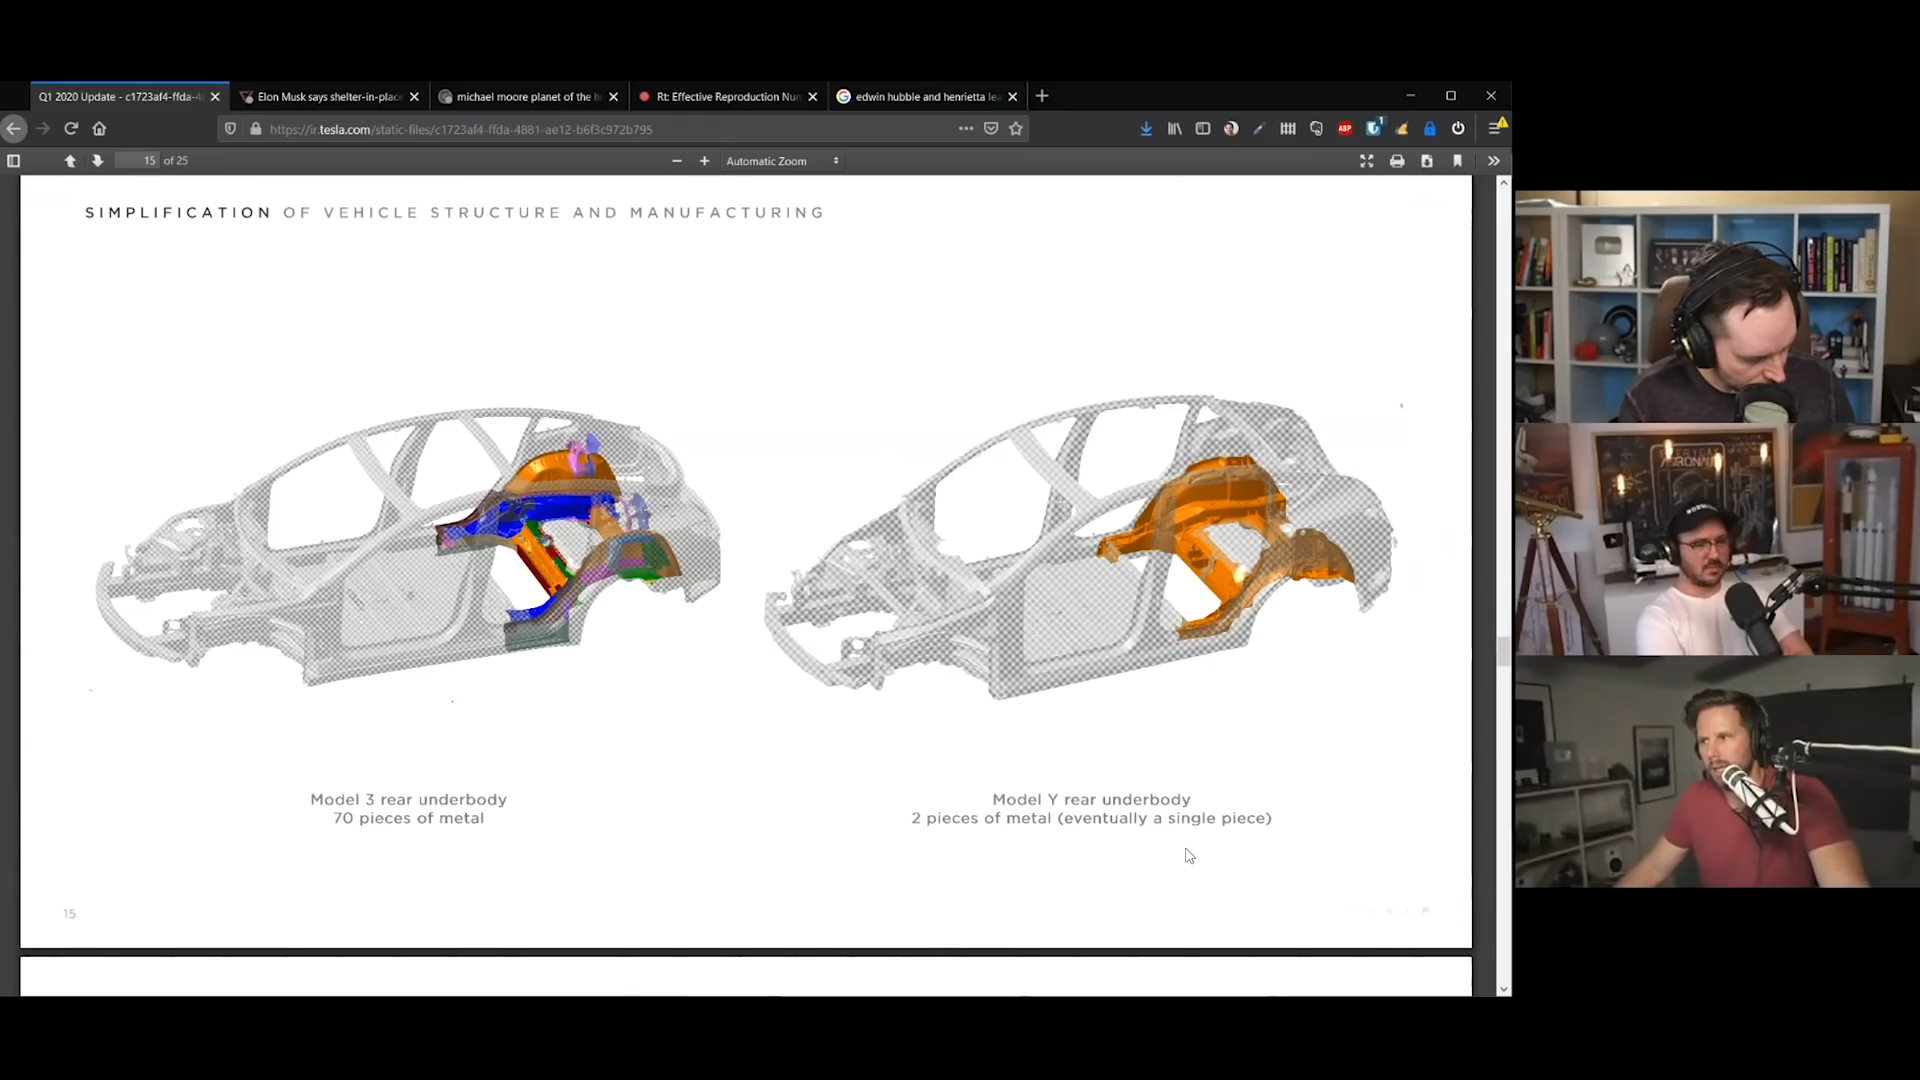 Q1 2020 Update - c1723af4-ffda-4
Elon Musk says shelter-in-place
michael moore planet of the h
Rt: Effective Reproduction Nu
edwin hubble and henrietta lea
https://ir.tesla.com/static-files/c1723af4-ffda-4881-ae12-b6f3c972b795
ABP
1
15 of 25
Automatic Zoom
SIMPLIFICATION OF VEHICLE STRUCTURE AND MANUFACTURING
Model 3 rear underbody
70 pieces of metal
Model Y rear underbody
2 pieces of metal (eventually a single piece)
15